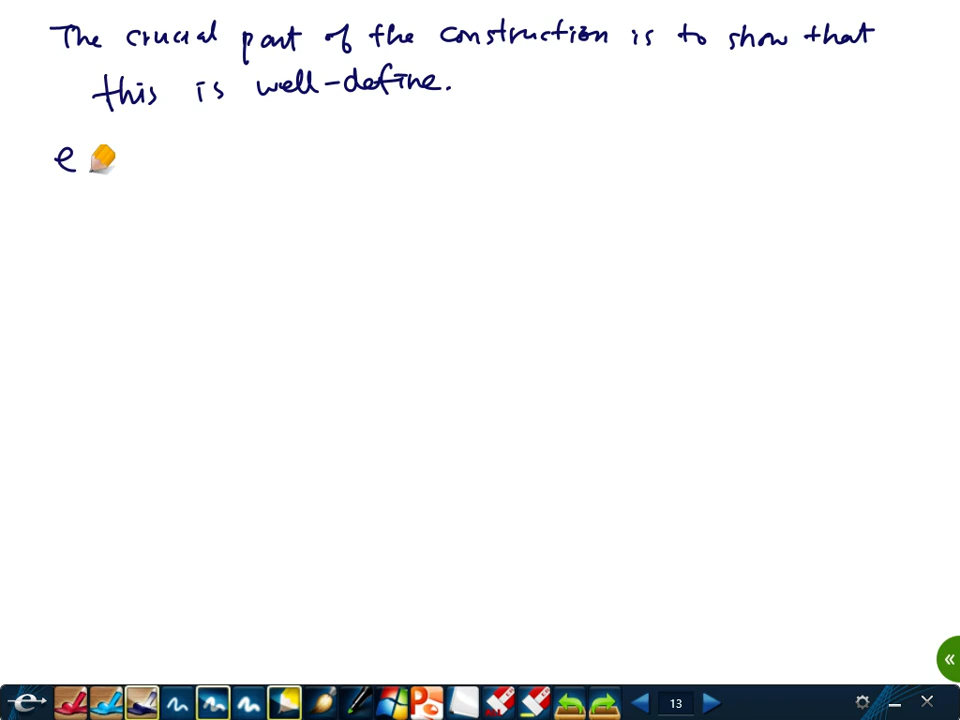 The crucial part of the construction is to show that
this is well-define.
e
13